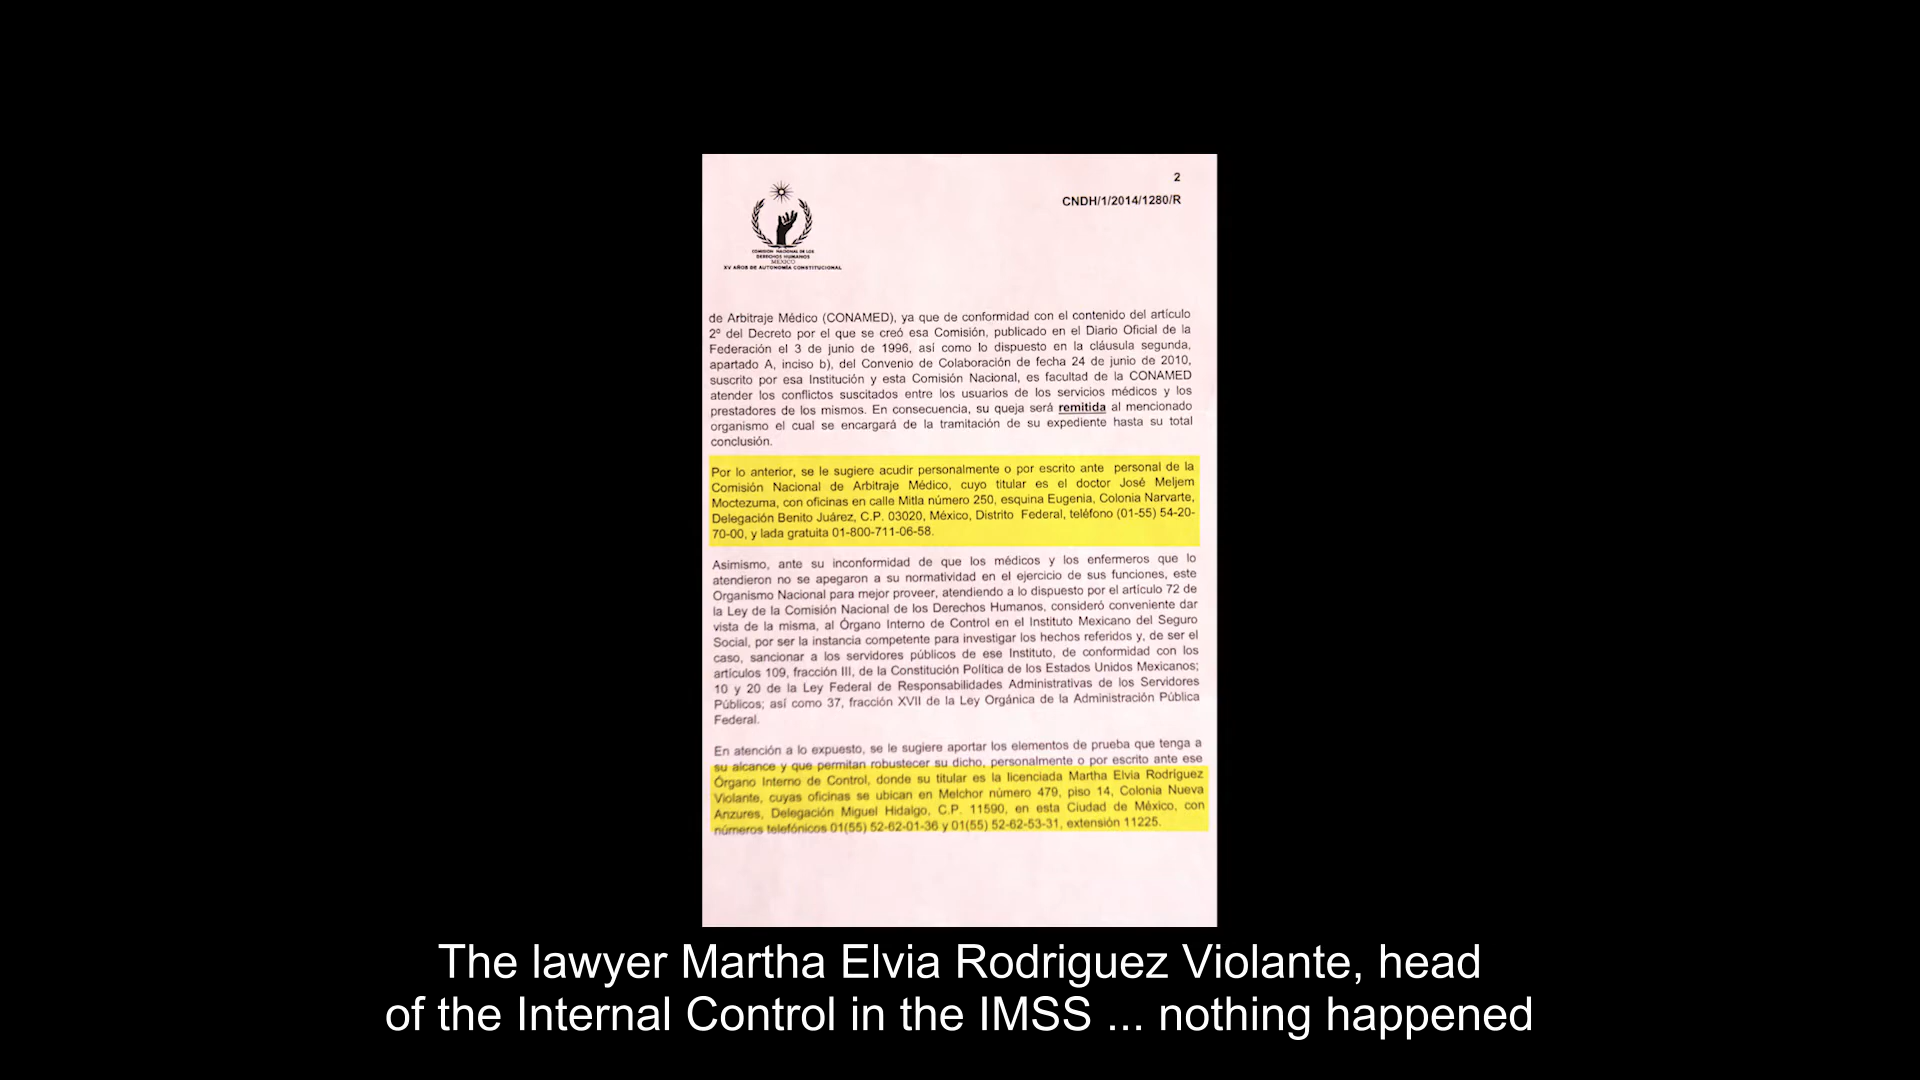 2
CNDH/1/2014/1280/R
COMISIÓN NACIONAL DE LOS
DERECHOS HUMANOS
MÉXICO
XV AÑOS DE AUTONOMÍA CONSTITUCIONAL
de Arbitraje Médico (CONAMED), ya que de conformidad con el contenido del artículo
2º del Decreto por el que se creó esa Comisión, publicado en el Diario Oficial de la
Federación el 3 de junio de 1996, así como lo dispuesto en la cláusula segunda,
apartado A, inciso b), del Convenio de Colaboración de fecha 24 de junio de 2010,
suscrito por esa Institución y esta Comisión Nacional, es facultad de la CONAMED
atender los conflictos suscitados entre los usuarios de los servicios médicos y los
prestadores de los mismos. En consecuencia, su queja será remitida al mencionado
organismo el cual se encargará de la tramitación de su expediente hasta su total
conclusión.
Por lo anterior, se le sugiere acudir personalmente o por escrito ante personal de la
Comisión Nacional de Arbitraje Médico, cuyo titular es el doctor José Meljem
Moctezuma, con oficinas en calle Mitla número 250, esquina Eugenia, Colonia Narvarte,
Delegación Benito Juárez, C.P. 03020, México, Distrito Federal, teléfono (01-55) 54-20-
70-00, y lada gratuita 01-800-711-06-58.
Asimismo, ante su inconformidad de que los médicos y los enfermeros que lo
atendieron no se apegaron a su normatividad en el ejercicio de sus funciones, este
Organismo Nacional para mejor proveer, atendiendo a lo dispuesto por el artículo 72 de
la Ley de la Comisión Nacional de los Derechos Humanos, consideró conveniente dar
vista de la misma, al Órgano Interno de Control en el Instituto Mexicano del Seguro
Social, por ser la instancia competente para investigar los hechos referidos y, de ser el
caso, sancionar a los servidores públicos de ese Instituto, de conformidad con los
artículos 109, fracción III, de la Constitución Política de los Estados Unidos Mexicanos;
10 y 20 de la Ley Federal de Responsabilidades Administrativas de los Servidores
Públicos; así como 37, fracción XVII de la Ley Orgánica de la Administración Pública
Federal.
En atención a lo expuesto, se le sugiere aportar los elementos de prueba que tenga a
su alcance y que permitan robustecer su dicho, personalmente o por escrito ante ese
Órgano Interno de Control, donde su titular es la licenciada Martha Elvia Rodríguez
Violante, cuyas oficinas se ubican en Melchor número 479, piso 14, Colonia Nueva
Anzures, Delegación Miguel Hidalgo, C.P. 11590, en esta Ciudad de México, con
números telefónicos 01(55) 52-62-01-36 y 01(55) 52-62-53-31, extensión 11225.
The lawyer Martha Elvia Rodriguez Violante, head
of the Internal Control in the IMSS ... nothing happened